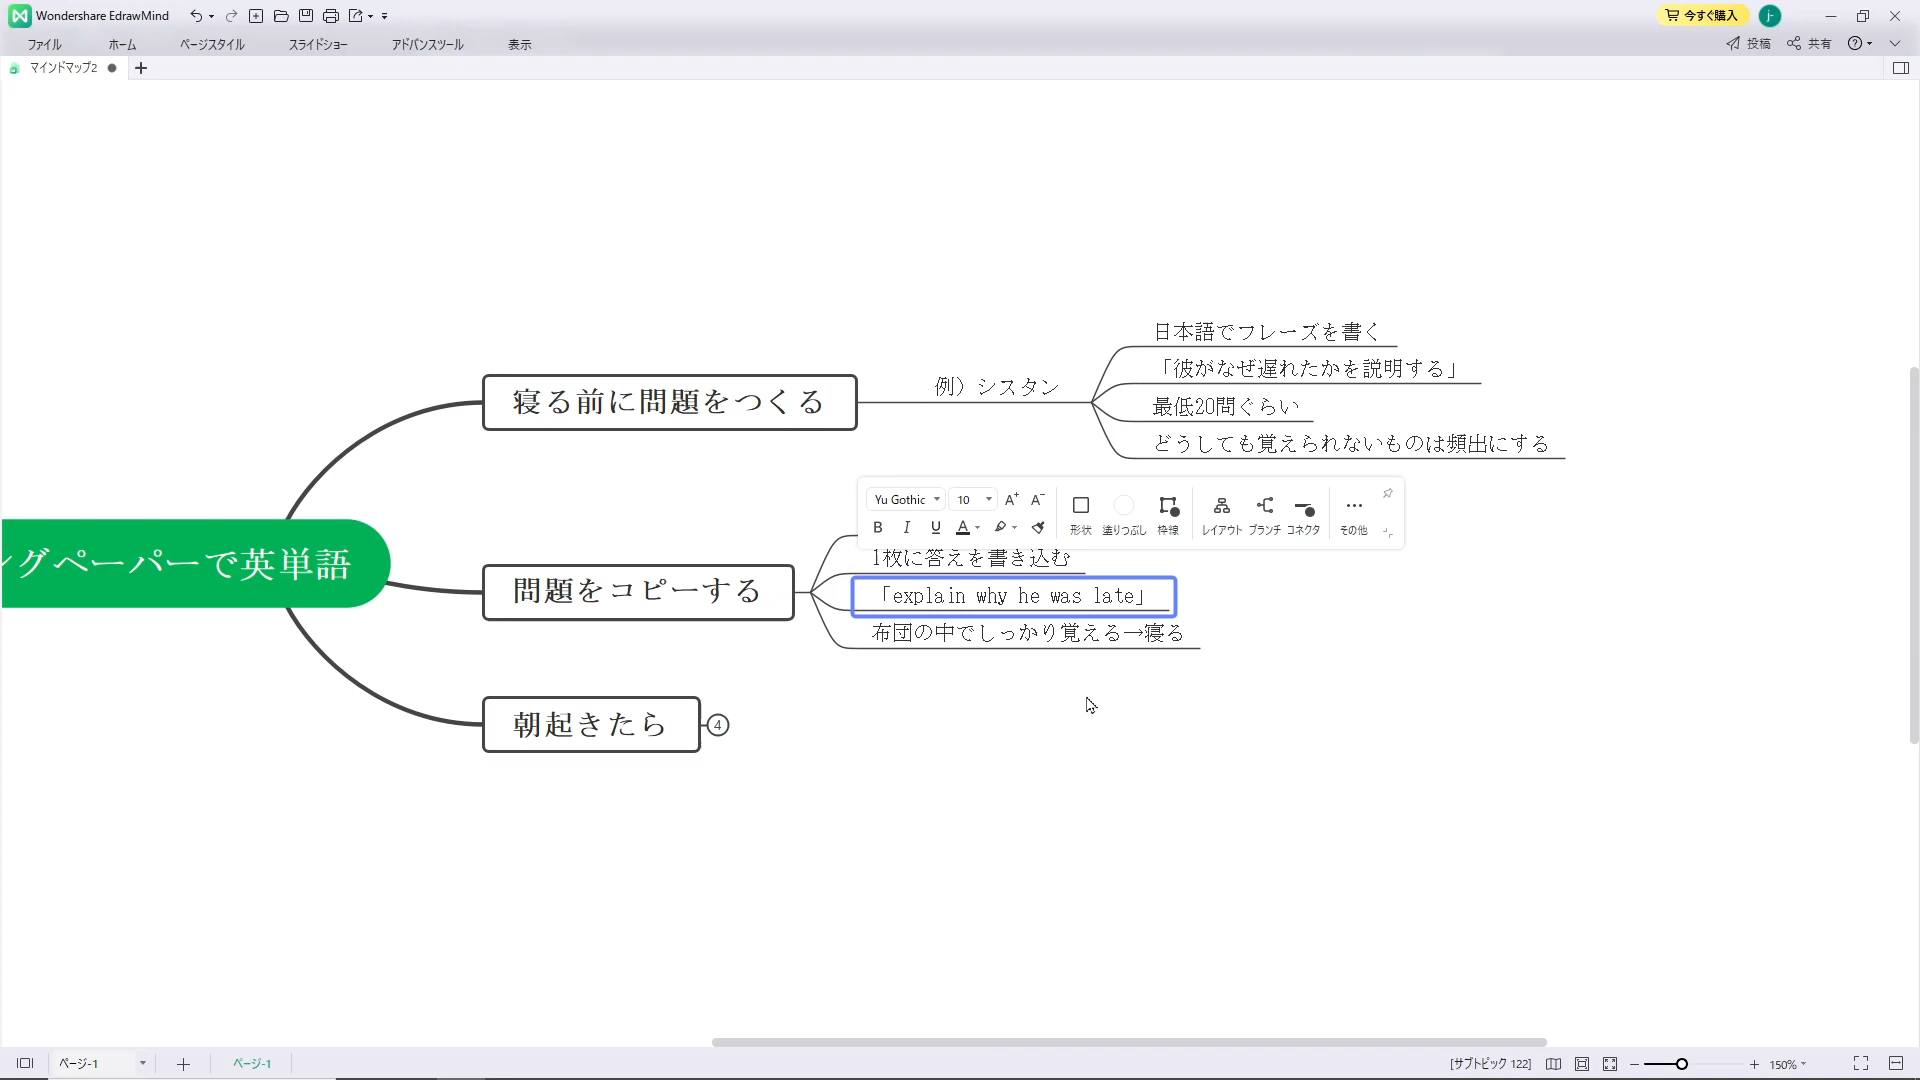 Wondershare EdrawMind
今すぐ購入
j-
ファイル
ホーム
ページスタイル
スライドショー
アドバンスツール
表示
投稿
共有
マインドマップ2
日本語でフレーズを書く
「彼がなぜ遅れたかを説明する」
寝る前に問題をつくる
例）シスタン
最低20問ぐらい
どうしても覚えられないものは頻出にする
Yu Gothic
10
A+
A-
B
I
U
A
形状
塗りつぶし
枠線
レイアウト
ブランチ
コネクタ
その他
グペーパーで英単語
1枚に答えを書き込む
問題をコピーする
「explain why he was late」
布団の中でしっかり覚える→寝る
朝起きたら
4
ページ-1
ページ-1
[サブトピック 122]
150%